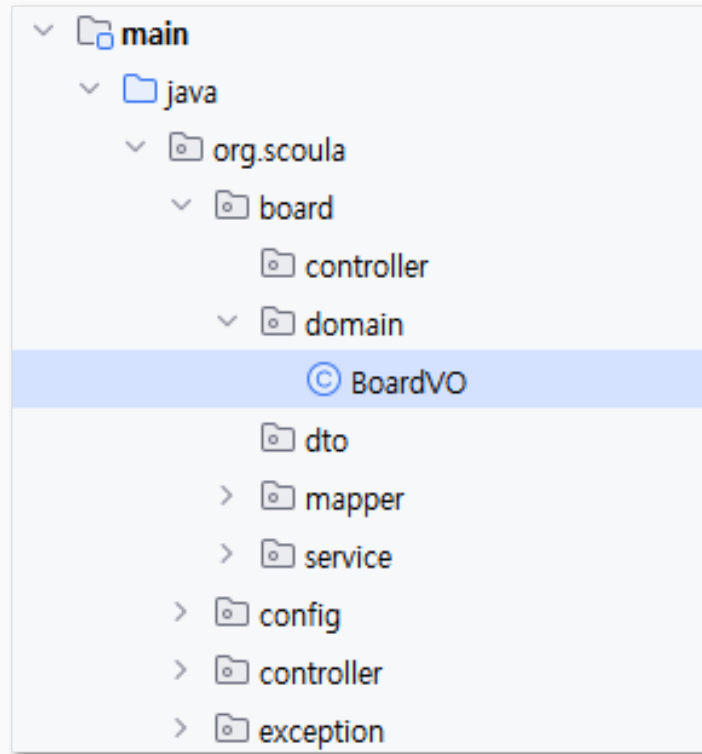 main
java
org.scoula
board
controller
domain
BoardVO
dto
mapper
service
config
controller
exception